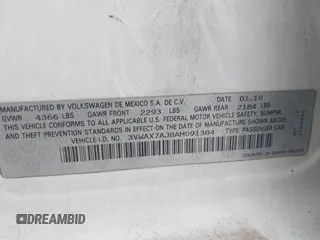 MANUFACTURED BY VOLKSWAGEN DE MEXICO S.A. DE C.V. 01.10
GVWR 4366 LBS GAWR FRONT 2293 LBS GAWR REAR 2184 LBS
THIS VEHICLE CONFORMS TO ALL APPLICABLE FEDERAL MOTOR VEHICLE SAFETY, BUMPER,
AND THEFT PREVENTION STANDARDS IN EFFECT ON THE DATE OF MANUFACTURE SHOWN ABOVE
VEHICLE I.D. NO. 3VWAX7AJ8AM091384 TYPE: PASSENGER CAR
DREAMBID